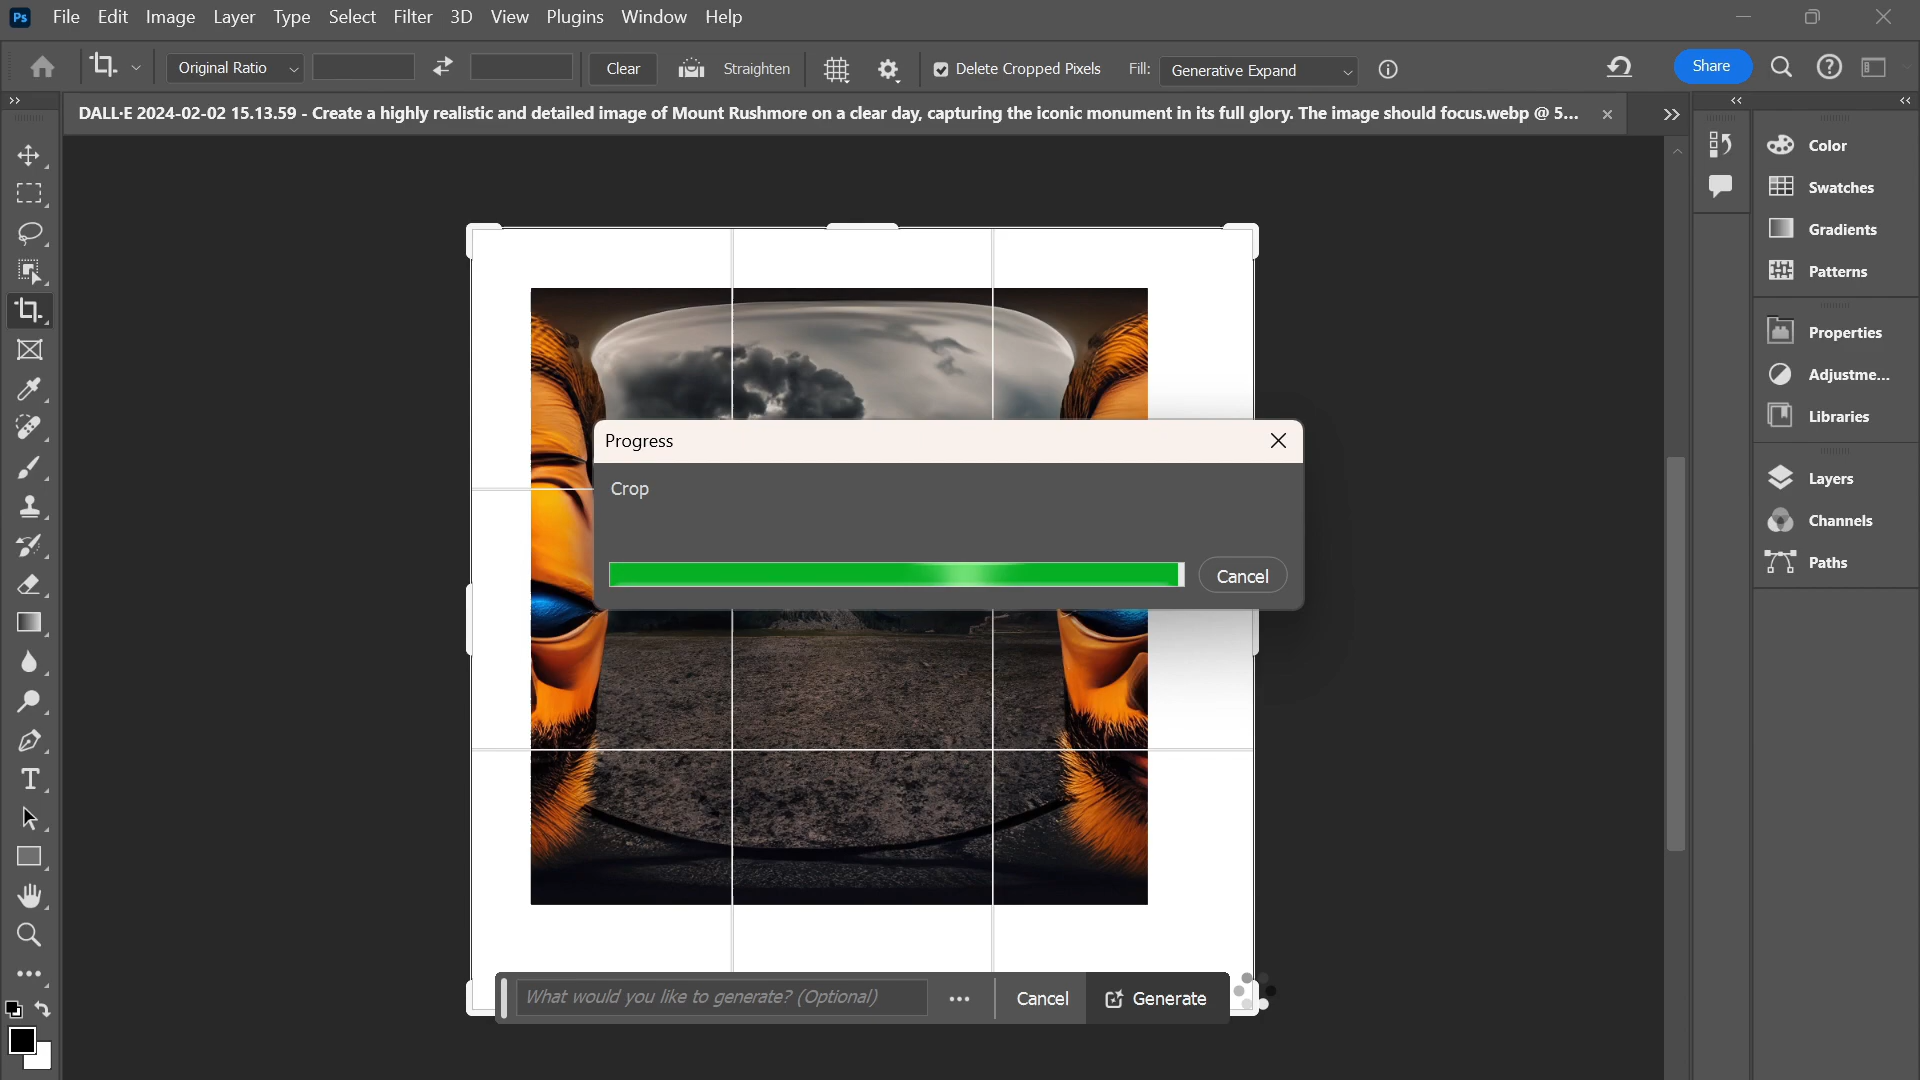 Ps File Edit Image Layer Type Select Filter 3D View Plugins Window Help
Original Ratio Clear Straighten Delete Cropped Pixels Fill: Generative Expand Share
DALL·E 2024-02-02 15.13.59 - Create a highly realistic and detailed image of Mount Rushmore on a clear day, capturing the iconic monument in its full glory. The image should focus.webp @ 5...
Color
Swatches
Gradients
Patterns
Properties
Adjustme...
Libraries
Layers
Channels
Paths
Progress
Crop
Cancel
What would you like to generate? (Optional) Cancel Generate